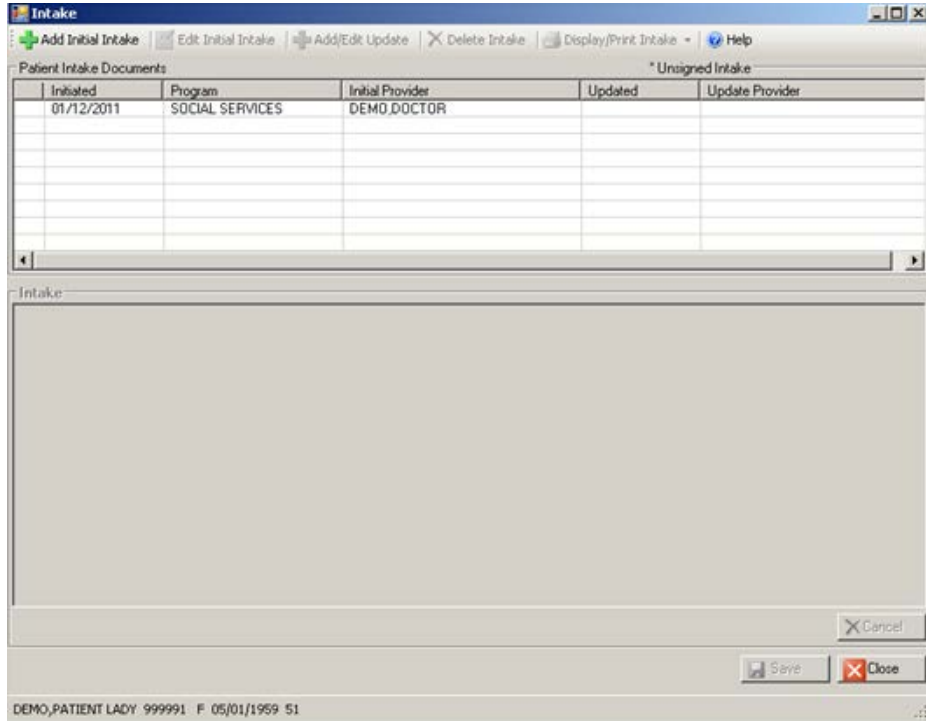 Intake
Add Initial Intake Edit Initial Intake Add/Edit Update Delete Intake Display/Print Intake Help
Patient Intake Documents * Unsigned Intake
Initiated Program Initial Provider Updated Update Provider
01/12/2011 SOCIAL SERVICES DEMO,DOCTOR
Intake
Cancel
Save Close
DEMO,PATIENT LADY 999991 F 05/01/1959 51